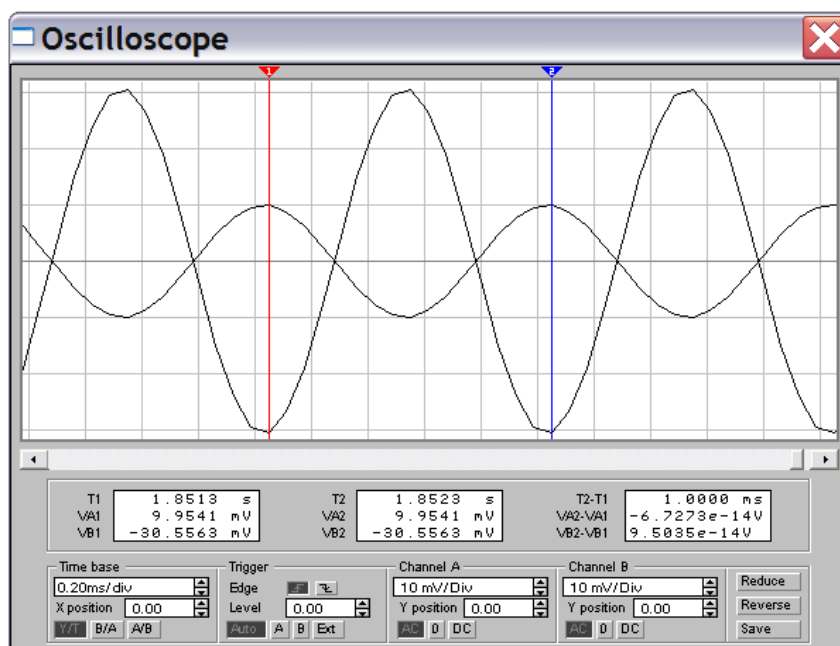 Oscilloscope
1 2
T1 1.8513 s T2 1.8523 s T2-T1 1.0000 ms
VA1 9.9541 mV VA2 9.9541 mV VA2-VA1 -6.7273e-14V
VB1 -30.5563 mV VB2 -30.5563 mV VB2-VB1 9.5035e-14V
Time base Trigger Channel A Channel B
0.20ms/div Edge 10 mV/Div 10 mV/Div Reduce
X position 0.00 Level 0.00 Y position 0.00 Y position 0.00 Reverse
Y/T B/A A/B Auto A B Ext AC 0 DC AC 0 DC Save